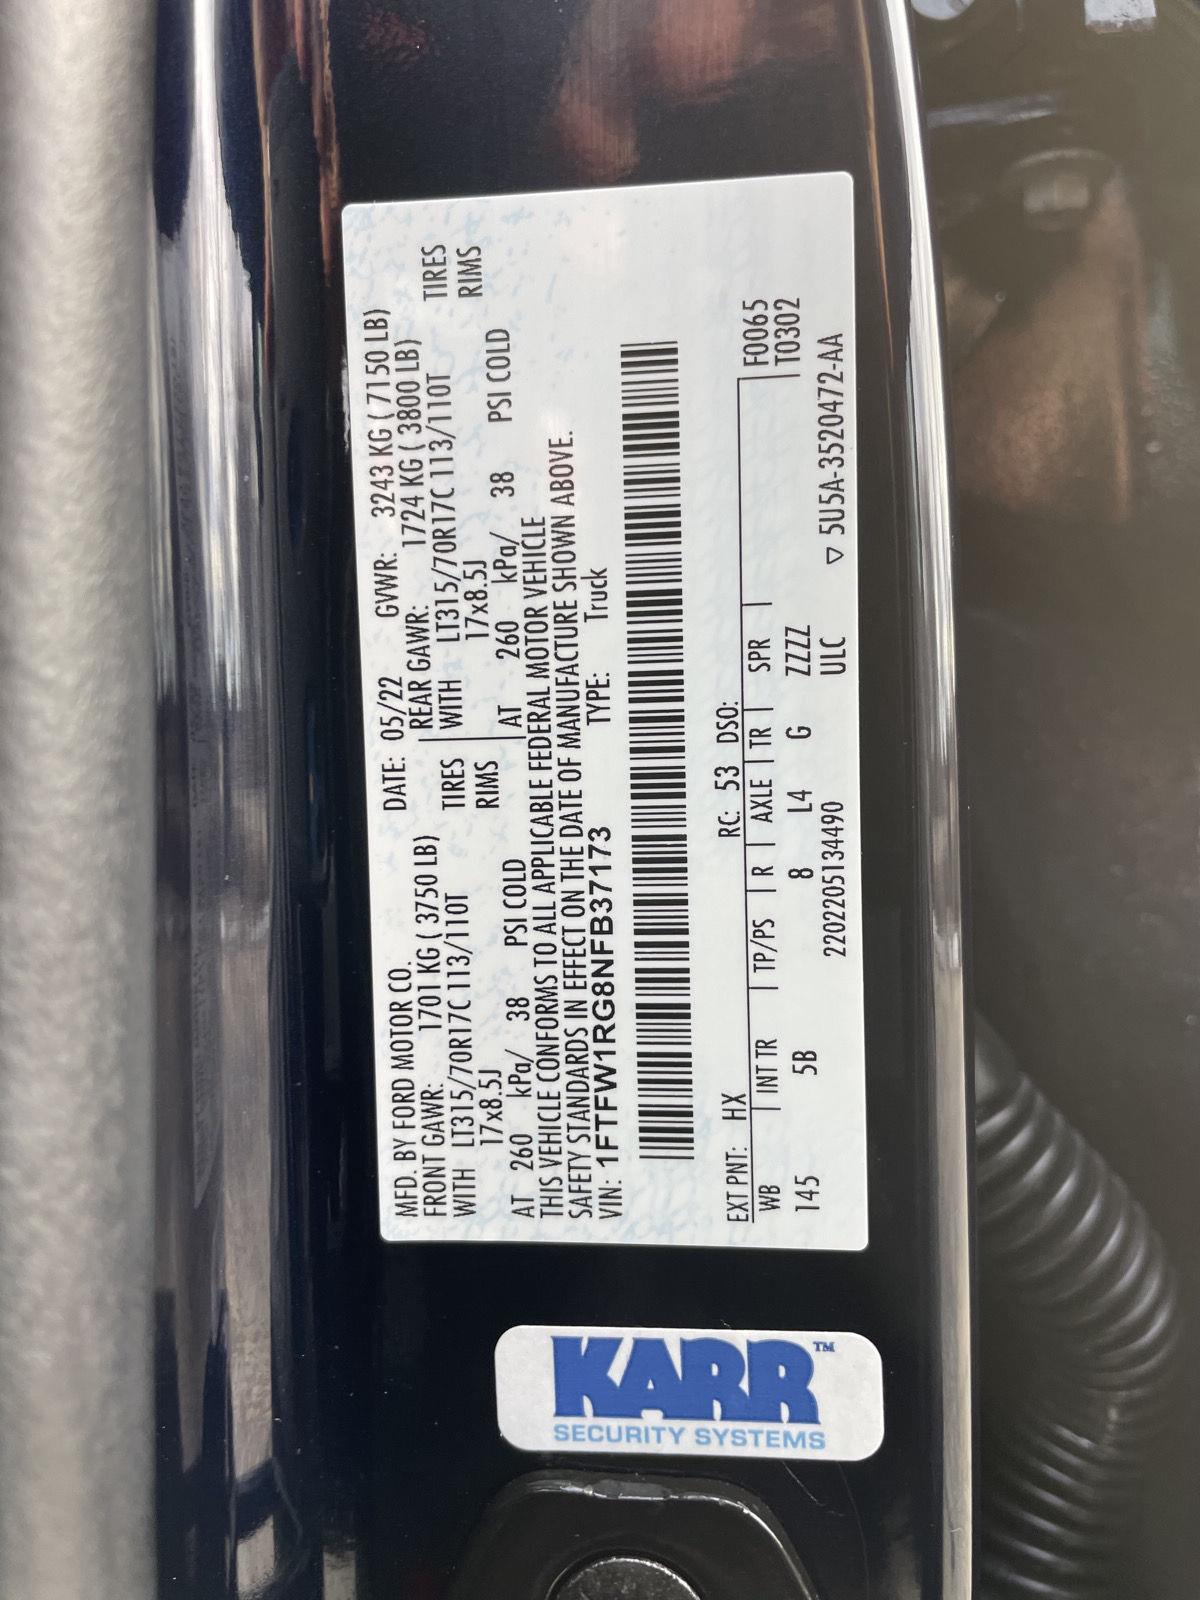 MFD. BY FORD MOTOR CO. DATE: 05/22 GVWR: 3243 KG ( 7150 LB)
FRONT GAWR: 1701 KG ( 3750 LB) REAR GAWR: 1724 KG ( 3800 LB)
WITH LT315/70R17C 113/110T TIRES WITH LT315/70R17C 113/110T TIRES
17x8.5J RIMS 17x8.5J RIMS
AT 260 kPa/ 38 PSI COLD AT 260 kPa/ 38 PSI COLD
THIS VEHICLE CONFORMS TO ALL APPLICABLE FEDERAL MOTOR VEHICLE
SAFETY STANDARDS IN EFFECT ON THE DATE OF MANUFACTURE SHOWN ABOVE.
VIN: 1FTFW1RG8NFB37173 TYPE: Truck
EXT PNT: HX RC: 53 DSO:
WB INT TR TP/PS R AXLE TR SPR F0065
145 5B 8 L4 G ZZZZ T0302
2202205134490 ULC ▽ 5U5A-3520472-AA
KARR™
SECURITY SYSTEMS